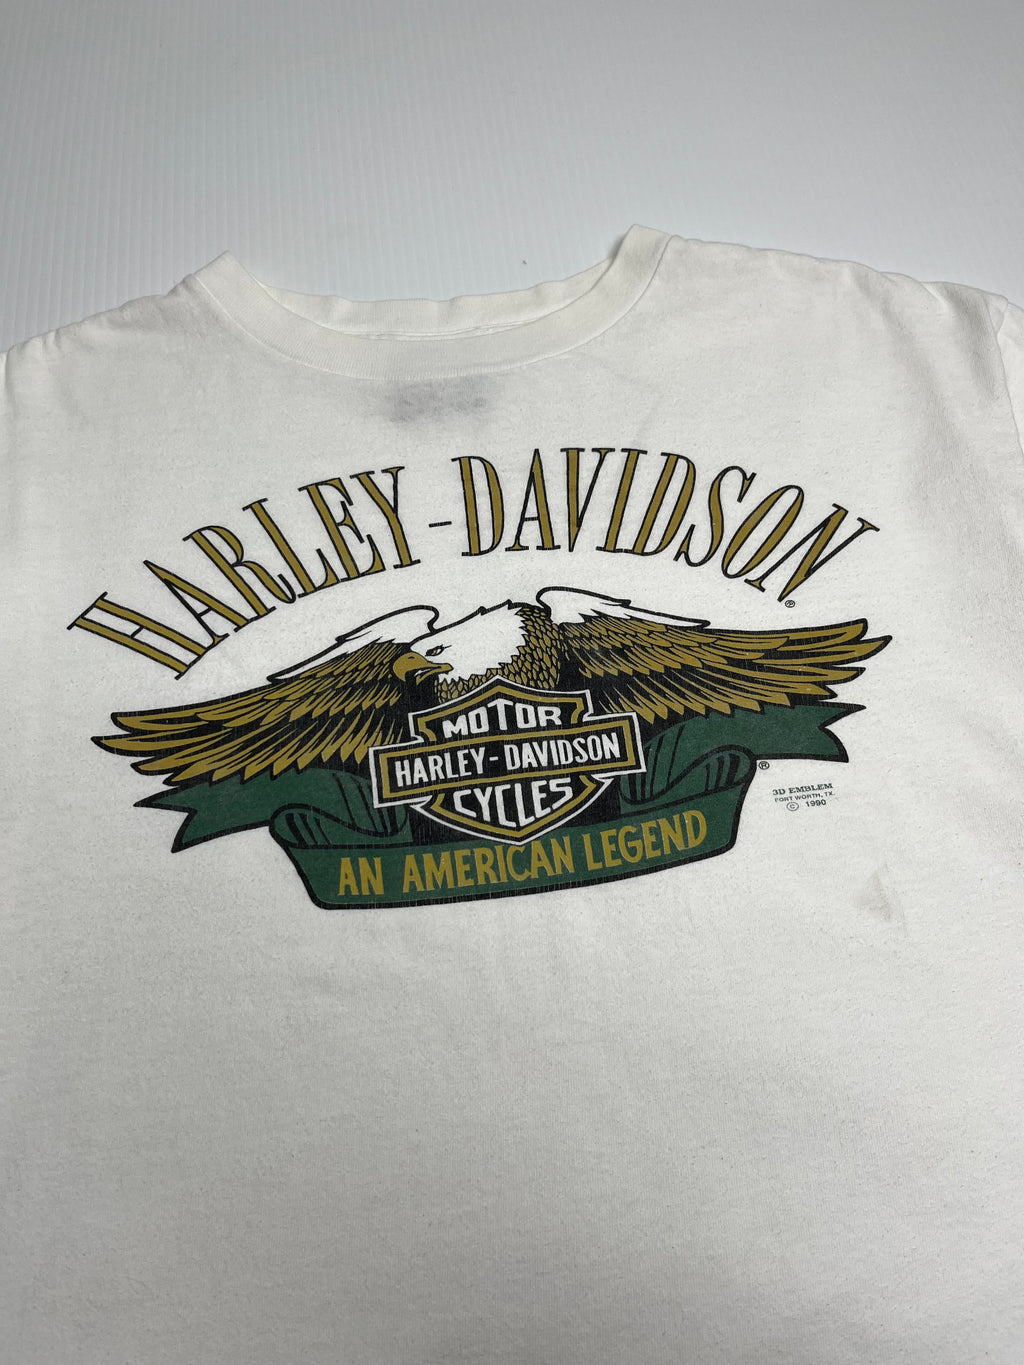 HARLEY-DAVIDSON
®
MOTOR
HARLEY-DAVIDSON
CYCLES
®
AN AMERICAN LEGEND
3D EMBLEM
FORT WORTH, TX.
© 1990